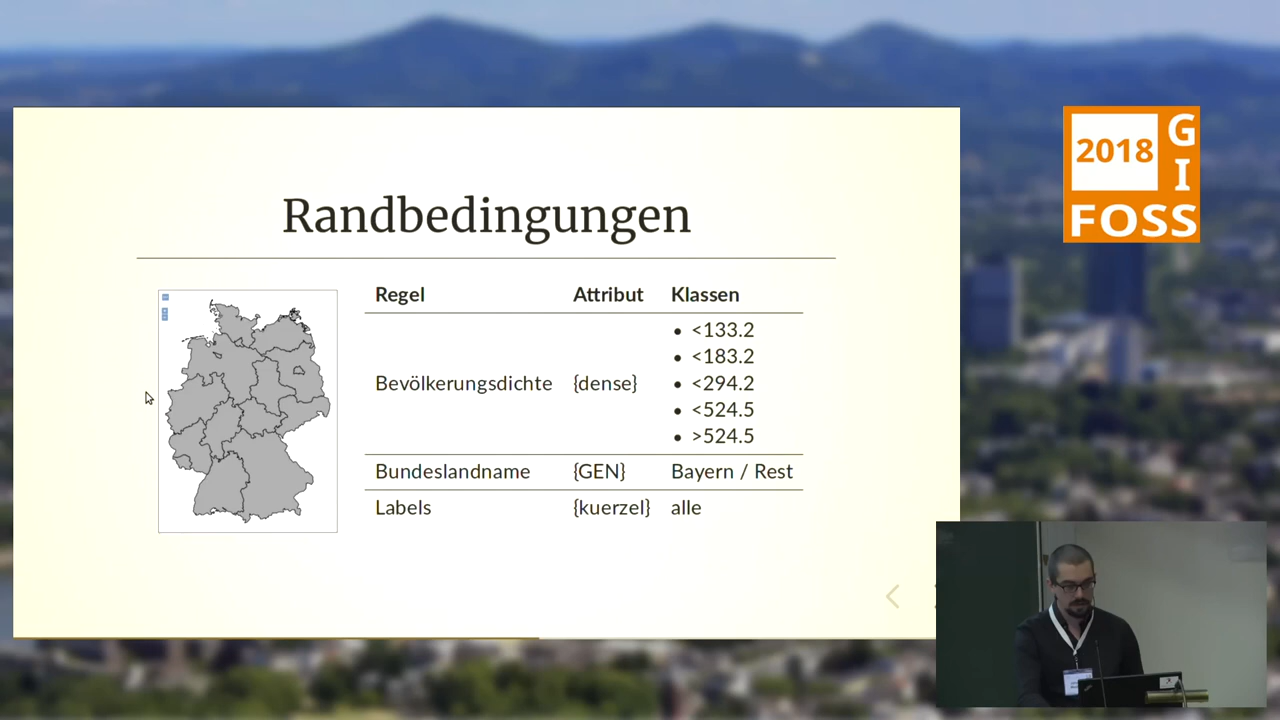 Randbedingungen
Regel Attribut Klassen
• <133.2
• <183.2
Bevölkerungsdichte {dense} • <294.2
• <524.5
• >524.5
Bundeslandname {GEN} Bayern / Rest
Labels {kuerzel} alle
2018 G
I
FOSS